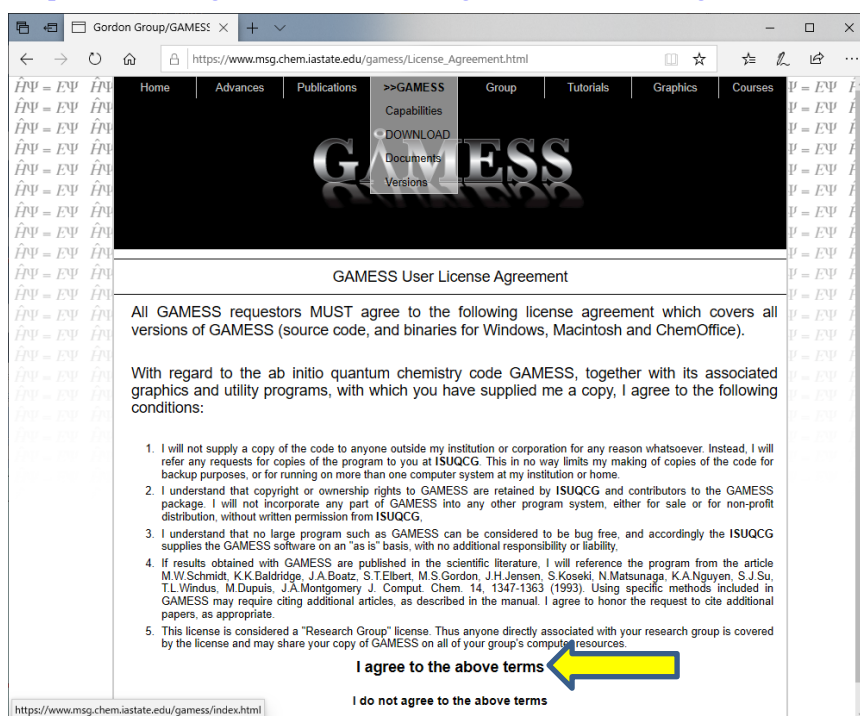 Gordon Group/GAMESS
https://www.msg.chem.iastate.edu/gamess/License_Agreement.html
Home Advances Publications >>GAMESS Group Tutorials Graphics Courses
Capabilities
DOWNLOAD
Documents
Versions
GAMESS
ĤΨ = EΨ
GAMESS User License Agreement
All GAMESS requestors MUST agree to the following license agreement which covers all
versions of GAMESS (source code, and binaries for Windows, Macintosh and ChemOffice).
With regard to the ab initio quantum chemistry code GAMESS, together with its associated
graphics and utility programs, with which you have supplied me a copy, I agree to the following
conditions:
1. I will not supply a copy of the code to anyone outside my institution or corporation for any reason whatsoever. Instead, I will
refer any requests for copies of the program to you at ISUQCG. This in no way limits my making of copies of the code for
backup purposes, or for running on more than one computer system at my institution or home.
2. I understand that copyright or ownership rights to GAMESS are retained by ISUQCG and contributors to the GAMESS
package. I will not incorporate any part of GAMESS into any other program system, either for sale or for non-profit
distribution, without written permission from ISUQCG,
3. I understand that no large program such as GAMESS can be considered to be bug free, and accordingly the ISUQCG
supplies the GAMESS software on an "as is" basis, with no additional responsibility or liability,
4. If results obtained with GAMESS are published in the scientific literature, I will reference the program from the article
M.W.Schmidt, K.K.Baldridge, J.A.Boatz, S.T.Elbert, M.S.Gordon, J.H.Jensen, S.Koseki, N.Matsunaga, K.A.Nguyen, S.J.Su,
T.L.Windus, M.Dupuis, J.A.Montgomery J. Comput. Chem. 14, 1347-1363 (1993). Using specific methods included in
GAMESS may require citing additional articles, as described in the manual. I agree to honor the request to cite additional
papers, as appropriate.
5. This license is considered a "Research Group" license. Thus anyone directly associated with your research group is covered
by the license and may share your copy of GAMESS on all of your group's computer resources.
I agree to the above terms
I do not agree to the above terms
https://www.msg.chem.iastate.edu/gamess/index.html